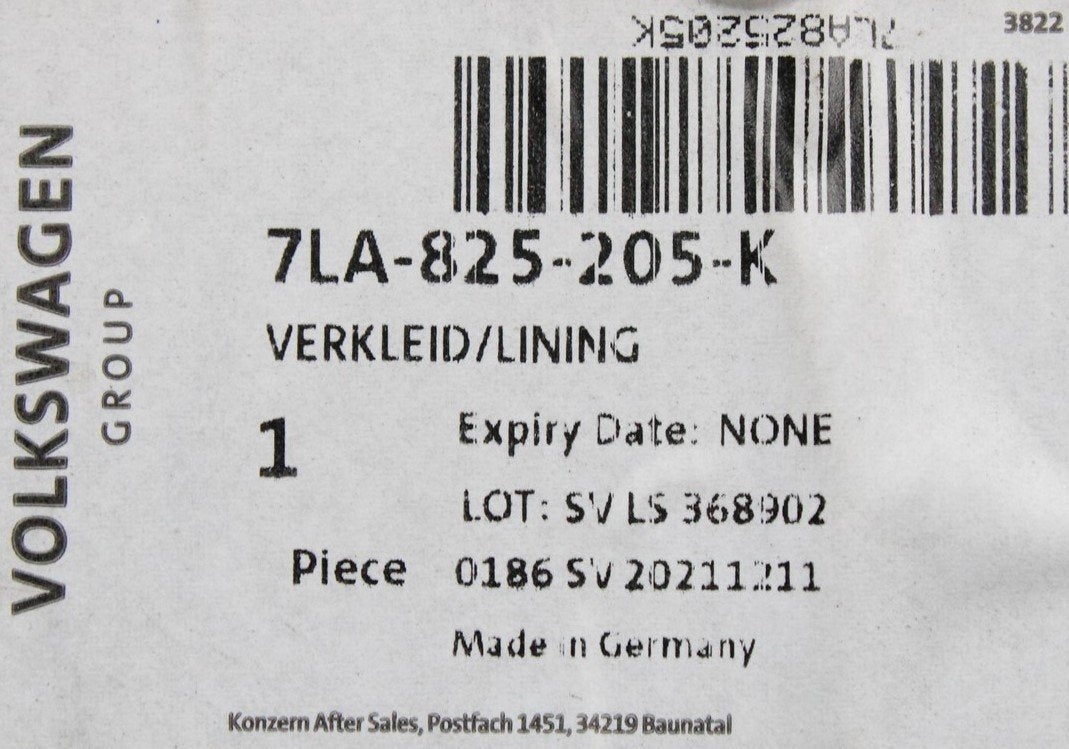 7LA825205K
3822
VOLKSWAGEN
GROUP
7LA-825-205-K
VERKLEID/LINING
1
Piece
Expiry Date: NONE
LOT: SV LS 368902
0186 SV 20211211
Made in Germany
Konzern After Sales, Postfach 1451, 34219 Baunatal